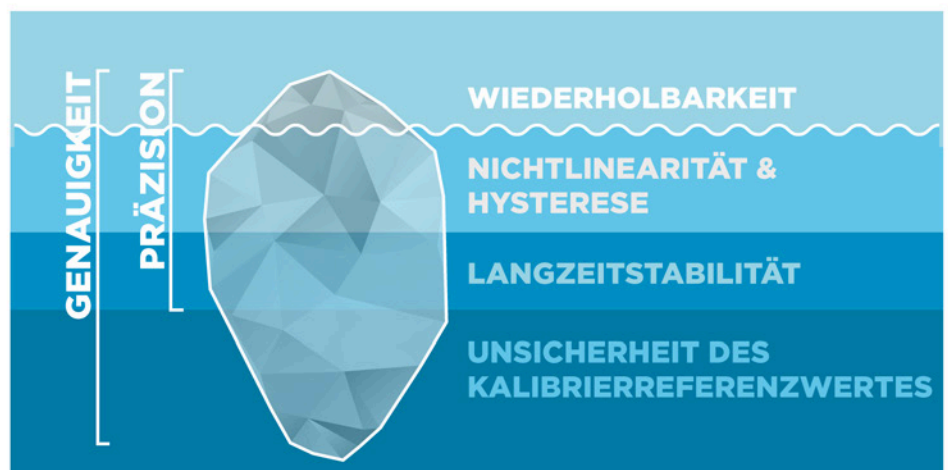 GENAUIGKEIT
PRÄZISION
WIEDERHOLBARKEIT
NICHTLINEARITÄT &
HYSTERESE
LANGZEITSTABILITÄT
UNSICHERHEIT DES
KALIBRIERREFERENZWERTES